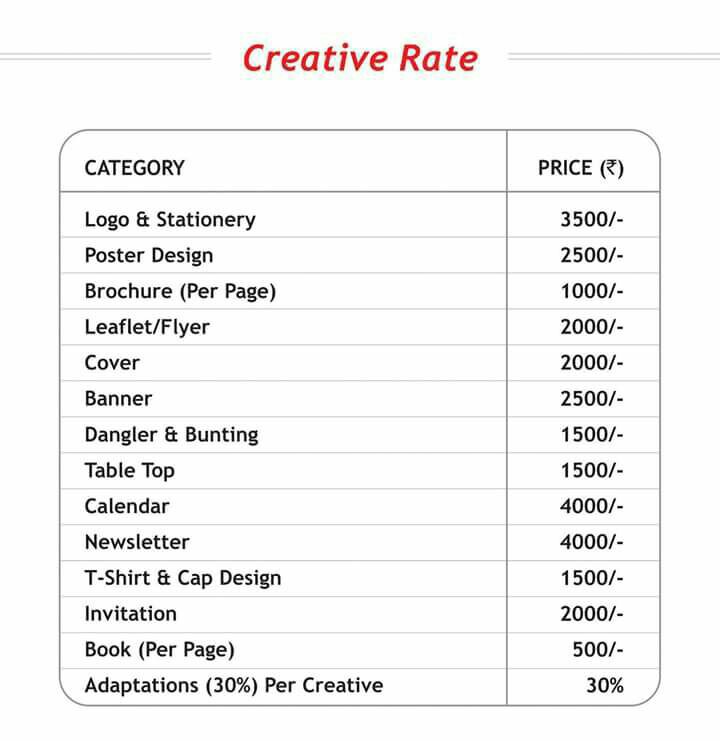 Creative Rate
CATEGORY PRICE (₹)
Logo & Stationery 3500/-
Poster Design 2500/-
Brochure (Per Page) 1000/-
Leaflet/Flyer 2000/-
Cover 2000/-
Banner 2500/-
Dangler & Bunting 1500/-
Table Top 1500/-
Calendar 4000/-
Newsletter 4000/-
T-Shirt & Cap Design 1500/-
Invitation 2000/-
Book (Per Page) 500/-
Adaptations (30%) Per Creative 30%